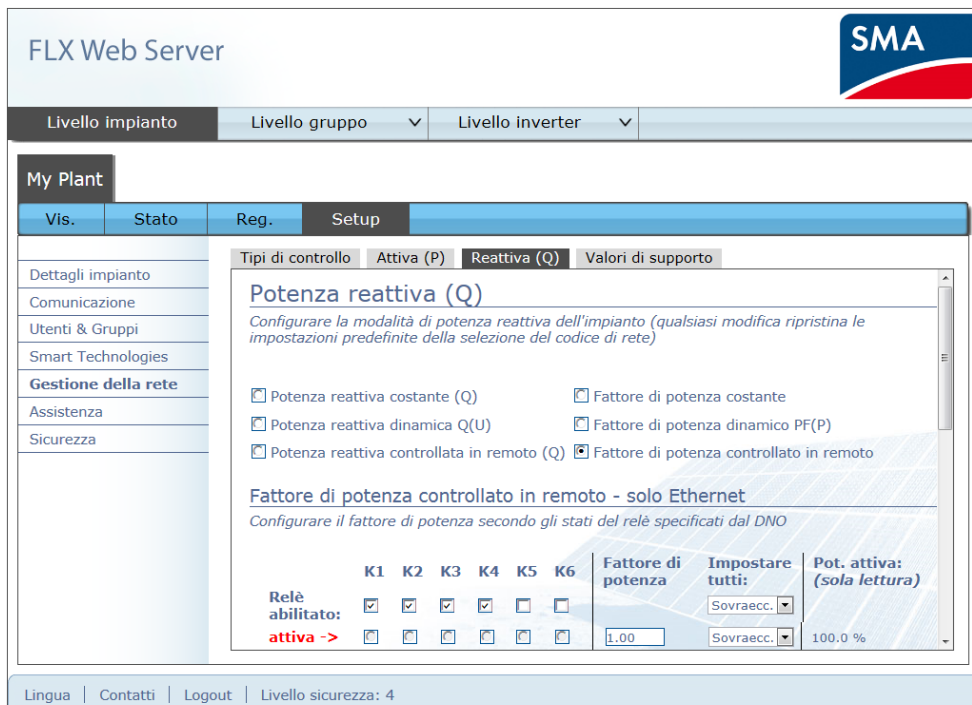 FLX Web Server
SMA
Livello impianto Livello gruppo Livello inverter
My Plant
Vis. Stato Reg. Setup
Dettagli impianto
Comunicazione
Utenti & Gruppi
Smart Technologies
Gestione della rete
Assistenza
Sicurezza
Tipi di controllo Attiva (P) Reattiva (Q) Valori di supporto
Potenza reattiva (Q)
Configurare la modalità di potenza reattiva dell'impianto (qualsiasi modifica ripristina le
impostazioni predefinite della selezione del codice di rete)
Potenza reattiva costante (Q) Fattore di potenza costante
Potenza reattiva dinamica Q(U) Fattore di potenza dinamico PF(P)
Potenza reattiva controllata in remoto (Q) Fattore di potenza controllato in remoto
Fattore di potenza controllato in remoto - solo Ethernet
Configurare il fattore di potenza secondo gli stati del relè specificati dal DNO
K1 K2 K3 K4 K5 K6 Fattore di potenza Impostare tutti: Pot. attiva: (sola lettura)
Relè abilitato: Sovraecc.
attiva -> 1.00 Sovraecc. 100.0 %
Lingua | Contatti | Logout | Livello sicurezza: 4